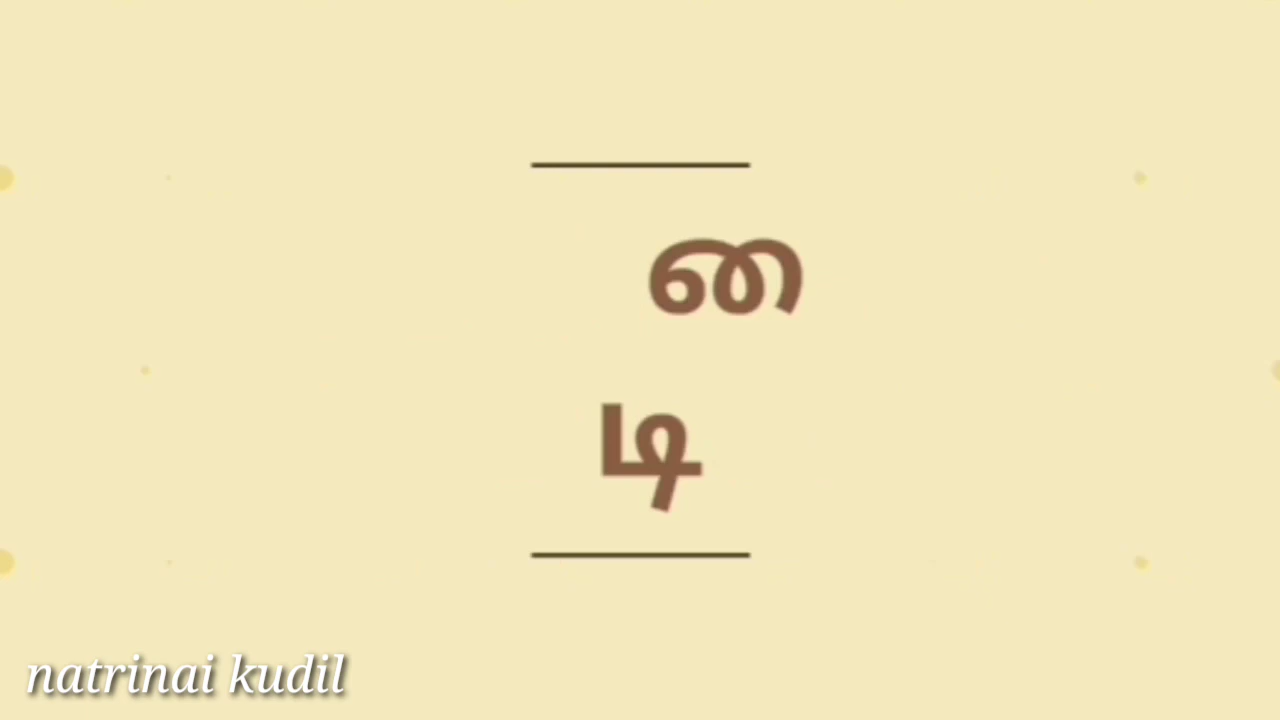 ை
டி
natrinai kudil